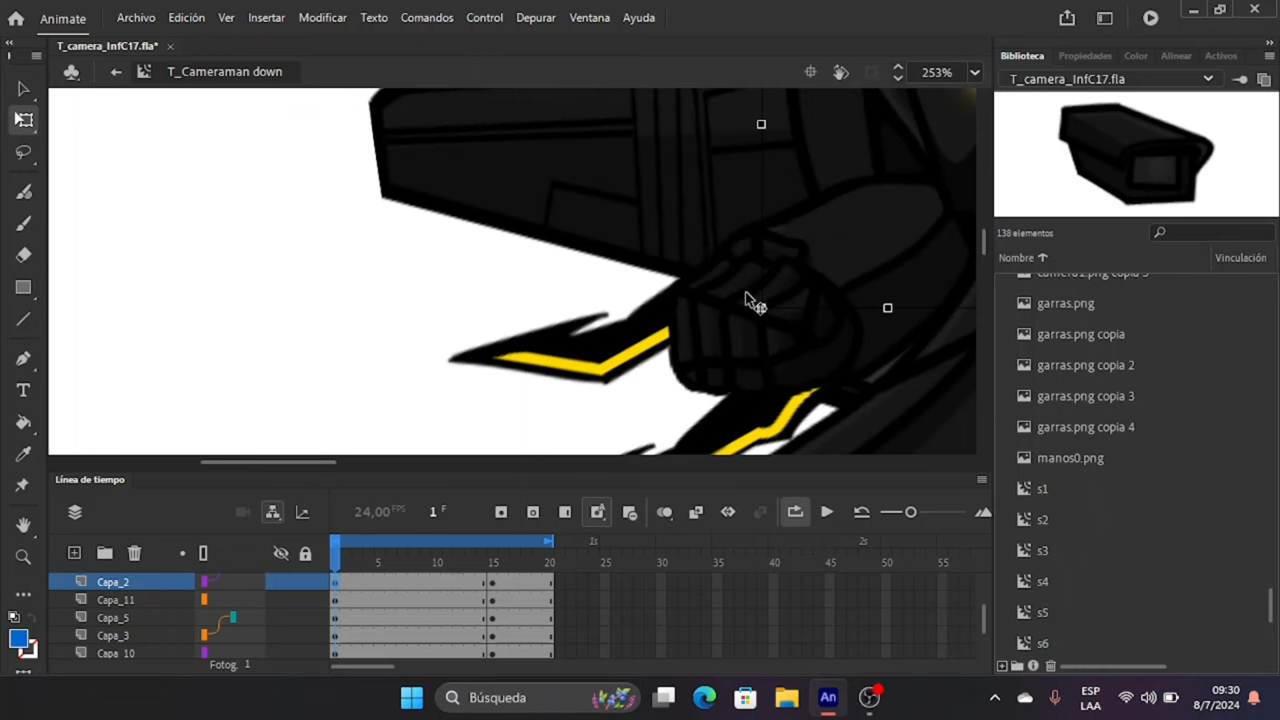 Animate
Archivo
Edición
Ver
Insertar
Modificar
Texto
Comandos
Control
Depurar
Ventana
Ayuda
T_camera_InfC17.fla*
T_Cameraman down
253%
Biblioteca
Propiedades
Color
Alinear
Activos
T_camera_InfC17.fla
138 elementos
Nombre
Vinculación
garras.png
garras.png copia
garras.png copia 2
garras.png copia 3
garras.png copia 4
manos0.png
s1
s2
s3
s4
s5
s6
Línea de tiempo
24,00 FPS
1 F
1s
2s
5
10
15
20
25
30
35
40
45
50
55
Capa_2
Capa_11
Capa_5
Capa_3
Capa_10
Fotog. 1
Búsqueda
ESP
LAA
09:30
8/7/2024